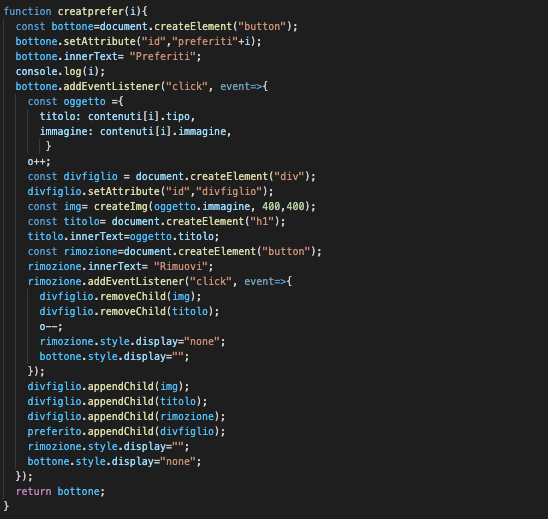 function creatprefer(i){
  const bottone=document.createElement("button");
  bottone.setAttribute("id","preferiti"+i);
  bottone.innerText= "Preferiti";
  console.log(i);
  bottone.addEventListener("click", event=>{
    const oggetto ={
      titolo: contenuti[i].tipo,
      immagine: contenuti[i].immagine,
       }
    o++;
    const divfiglio = document.createElement("div");
    divfiglio.setAttribute("id","divfiglio");
    const img= createImg(oggetto.immagine, 400,400);
    const titolo= document.createElement("h1");
    titolo.innerText=oggetto.titolo;
    const rimozione=document.createElement("button");
    rimozione.innerText= "Rimuovi";
    rimozione.addEventListener("click", event=>{
      divfiglio.removeChild(img);
      divfiglio.removeChild(titolo);
      o--;
      rimozione.style.display="none";
      bottone.style.display="";
    });
    divfiglio.appendChild(img);
    divfiglio.appendChild(titolo);
    divfiglio.appendChild(rimozione);
    preferito.appendChild(divfiglio);
    rimozione.style.display="";
    bottone.style.display="none";
  });
  return bottone;
}